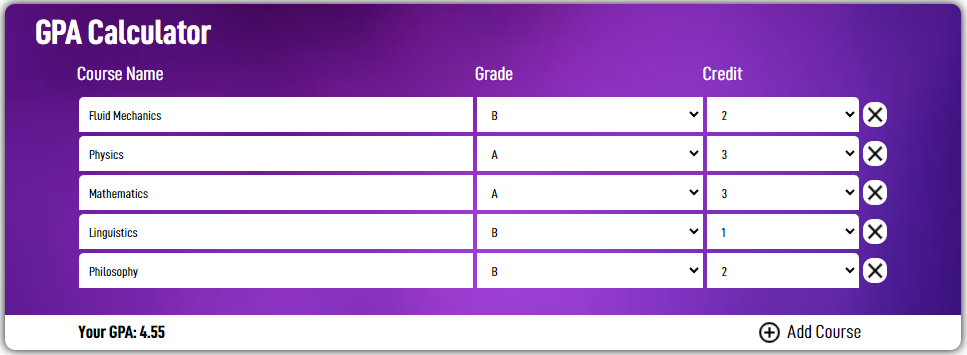 GPA Calculator
Course Name Grade Credit
Fluid Mechanics B 2
Physics A 3
Mathematics A 3
Linguistics B 1
Philosophy B 2
Your GPA: 4.55 Add Course